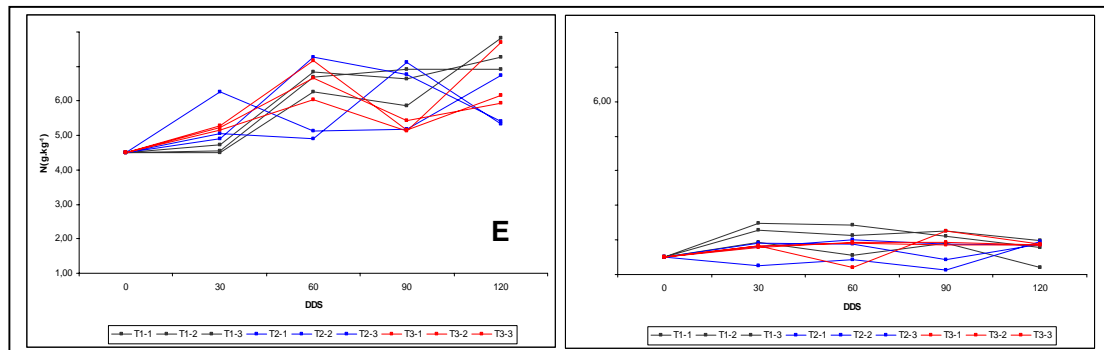 6,00
5,00
4,00
3,00
2,00
1,00
N(g.kg-¹)
E
0 30 60 90 120
DDS
T1-1 T1-2 T1-3 T2-1 T2-2 T2-3 T3-1 T3-2 T3-3
6,00
0 30 60 90 120
DDS
T1-1 T1-2 T1-3 T2-1 T2-2 T2-3 T3-1 T3-2 T3-3